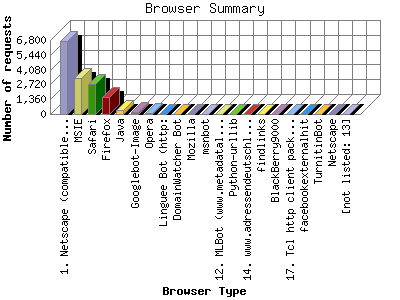 Browser Summary
Number of requests
6,800
5,440
4,080
2,720
1,360
0
1. Netscape (compatible...
MSIE
Safari
Firefox
Java
Googlebot-Image
Opera
Linguee Bot (http:
DomainWatcher Bot
Mozilla
msnbot
12. MLBot (www.metadatal...
Python-urllib
14. www.adressendeutschl...
findlinks
BlackBerry9000
17. Tcl http client pack...
facebookexternalhit
TurnitinBot
Netscape
[not listed: 13]
Browser Type